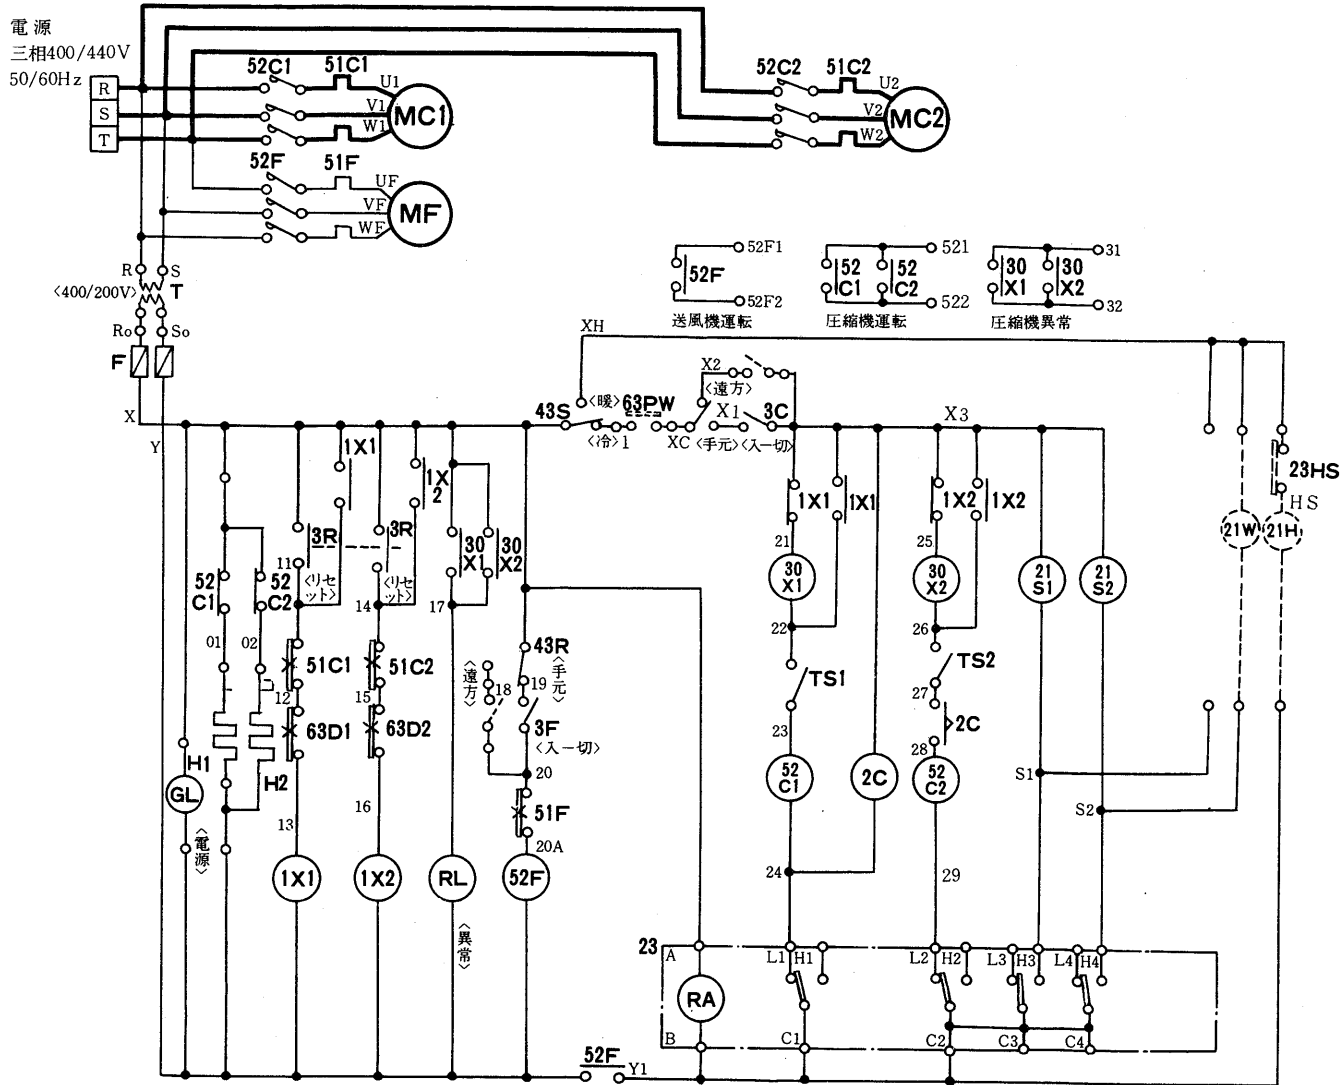 電源
三相400/440V
50/60Hz
R
S
T
52C1
51C1
U1
V1
W1
MC1
52C2
51C2
U2
V2
W2
MC2
52F
51F
UF
VF
WF
MF
R
S
〈400/200V〉
T
Ro
So
F
52F
52F1
52F2
送風機運転
52
C1
52
C2
521
522
圧縮機運転
30
X1
30
X2
31
32
圧縮機異常
XH
X
Y
43S
〈暖〉
〈冷〉
1
63PW
XC
X2
〈遠方〉
X1
〈手元〉
3C
〈入－切〉
X3
1X1
1X
2
3R
11
〈リセット〉
3R
14
〈リセット〉
30
X1
30
X2
17
52
C1
52
C2
01
02
51C1
12
63D1
51C2
15
63D2
43R
〈手元〉
〈遠方〉
18
19
3F
〈入－切〉
20
51F
20A
H1
H2
GL
〈電源〉
13
16
1X1
1X2
RL
〈異常〉
52F
1X1
1X1
21
30
X1
22
TS1
23
52
C1
2C
24
1X2
1X2
25
30
X2
26
TS2
27
2C
28
52
C2
29
21
S1
21
S2
S1
S2
23HS
HS
21W
21H
23
A
RA
B
L1
H1
C1
L2
H2
C2
L3
H3
C3
L4
H4
C4
52F
Y1